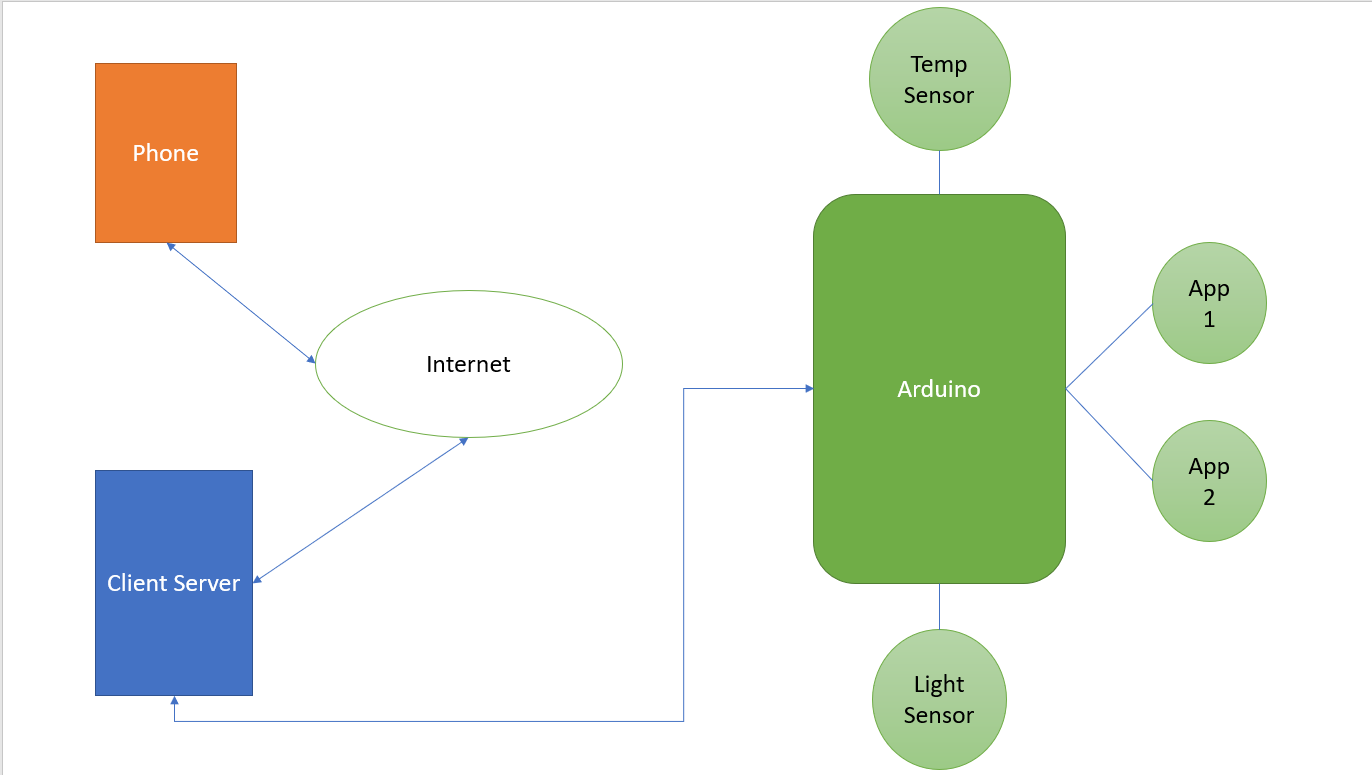 Temp
Sensor
Phone
App
1
Internet
Arduino
App
2
Client Server
Light
Sensor